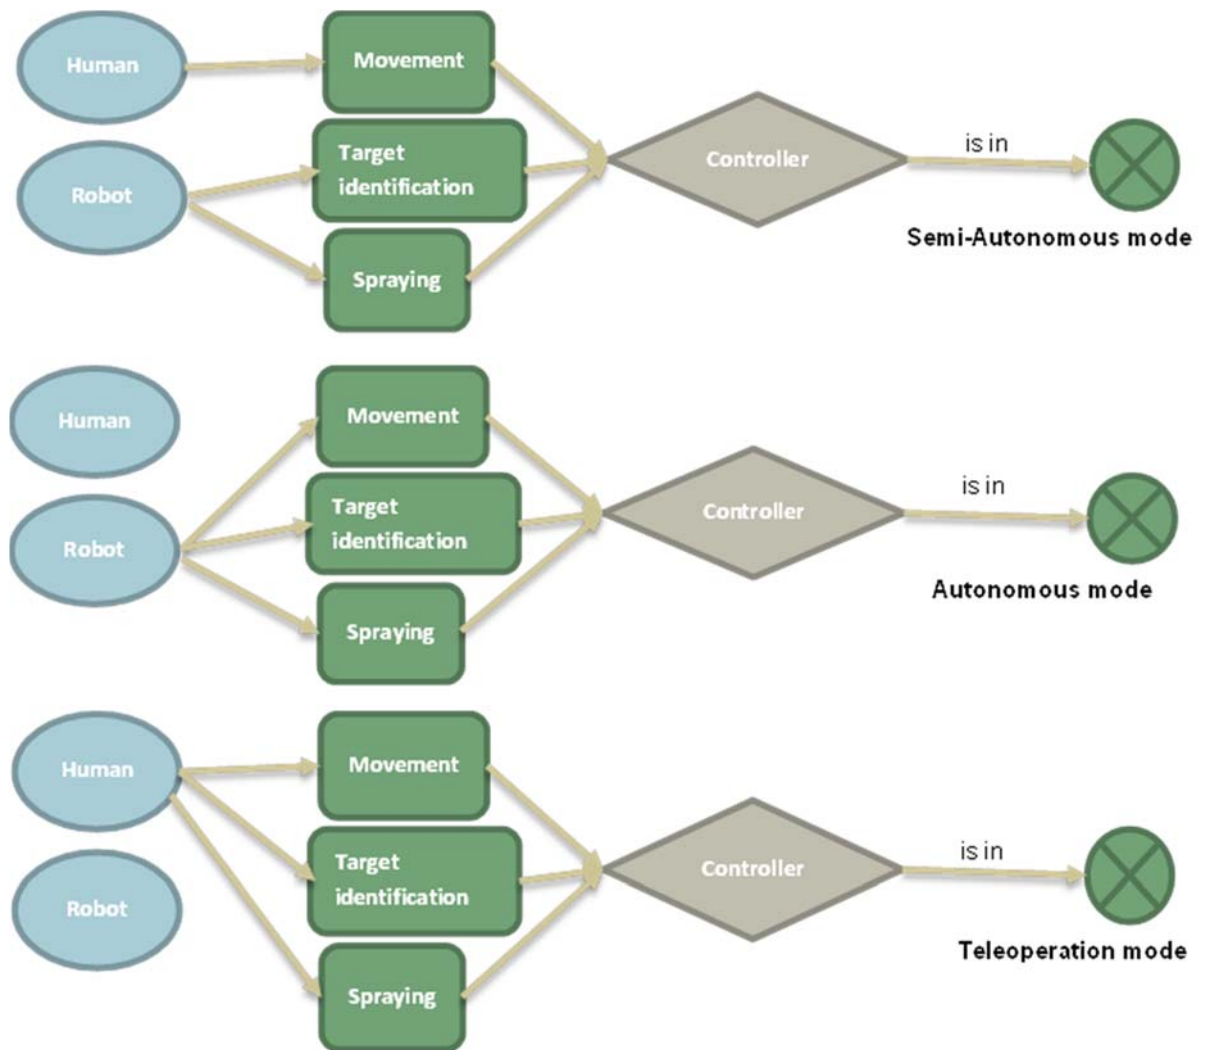 Human
Movement
Target
identification
Robot
Spraying
Controller
is in
Semi-Autonomous mode
Human
Movement
Target
identification
Robot
Spraying
Controller
is in
Autonomous mode
Human
Movement
Target
identification
Robot
Spraying
Controller
is in
Teleoperation mode